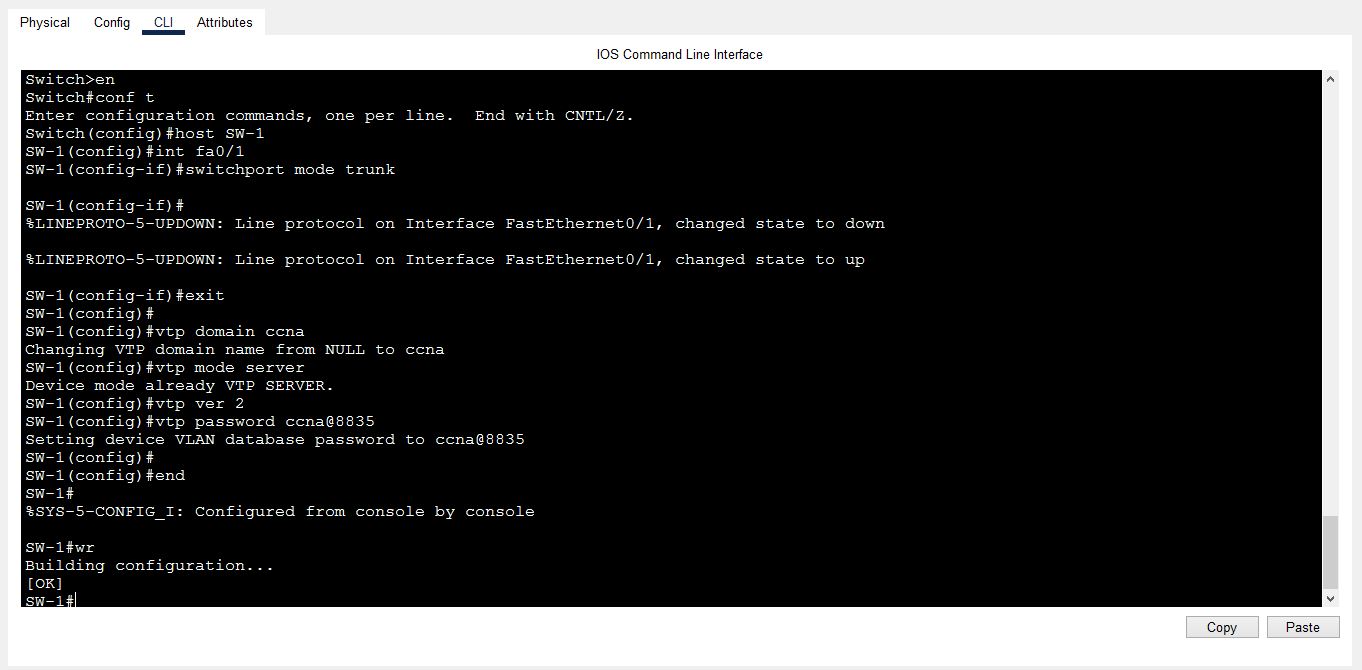 Physical Config CLI Attributes
IOS Command Line Interface
Switch>en
Switch#conf t
Enter configuration commands, one per line.  End with CNTL/Z.
Switch(config)#host SW-1
SW-1(config)#int fa0/1
SW-1(config-if)#switchport mode trunk
SW-1(config-if)#
%LINEPROTO-5-UPDOWN: Line protocol on Interface FastEthernet0/1, changed state to down
%LINEPROTO-5-UPDOWN: Line protocol on Interface FastEthernet0/1, changed state to up
SW-1(config-if)#exit
SW-1(config)#
SW-1(config)#vtp domain ccna
Changing VTP domain name from NULL to ccna
SW-1(config)#vtp mode server
Device mode already VTP SERVER.
SW-1(config)#vtp ver 2
SW-1(config)#vtp password ccna@8835
Setting device VLAN database password to ccna@8835
SW-1(config)#
SW-1(config)#end
SW-1#
%SYS-5-CONFIG_I: Configured from console by console
SW-1#wr
Building configuration...
[OK]
SW-1#
Copy Paste